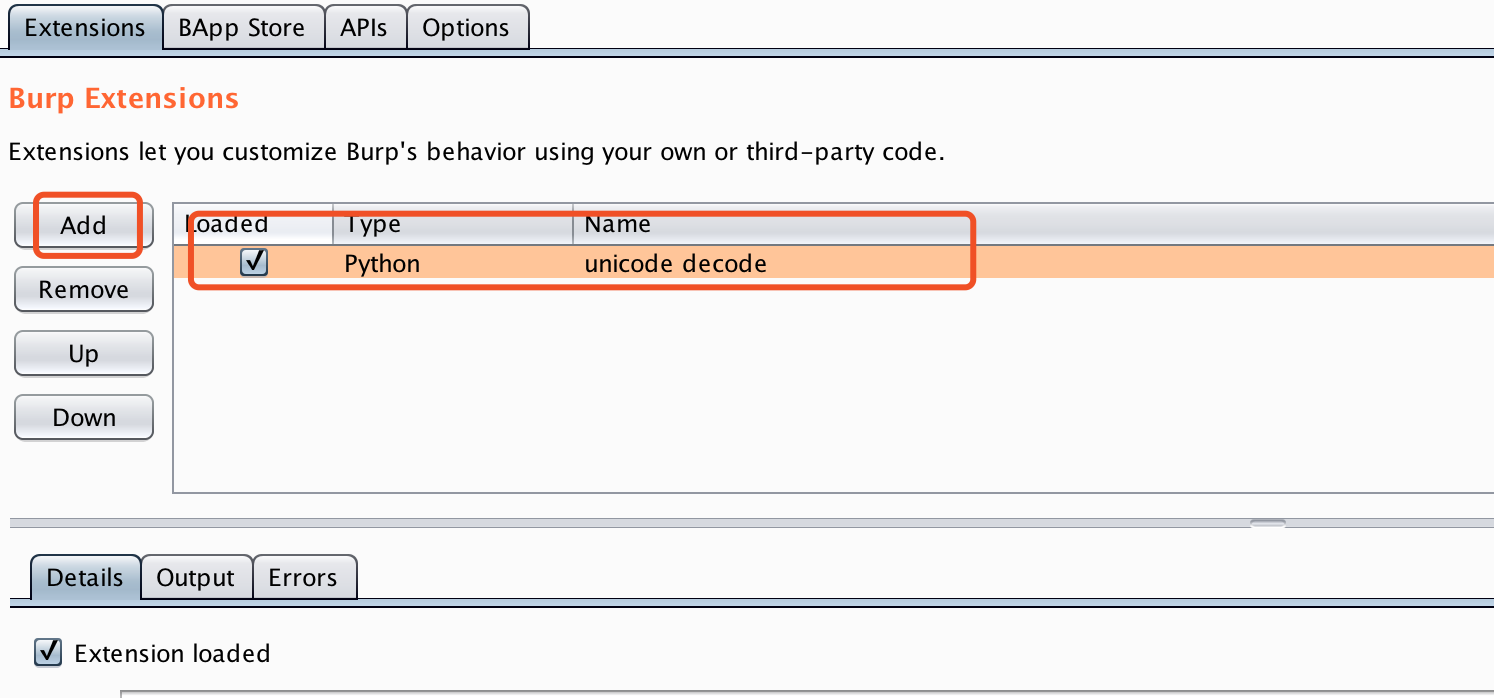 Extensions BApp Store APIs Options
Burp Extensions
Extensions let you customize Burp's behavior using your own or third-party code.
Add Loaded Type Name
Python unicode decode
Remove
Up
Down
Details Output Errors
Extension loaded